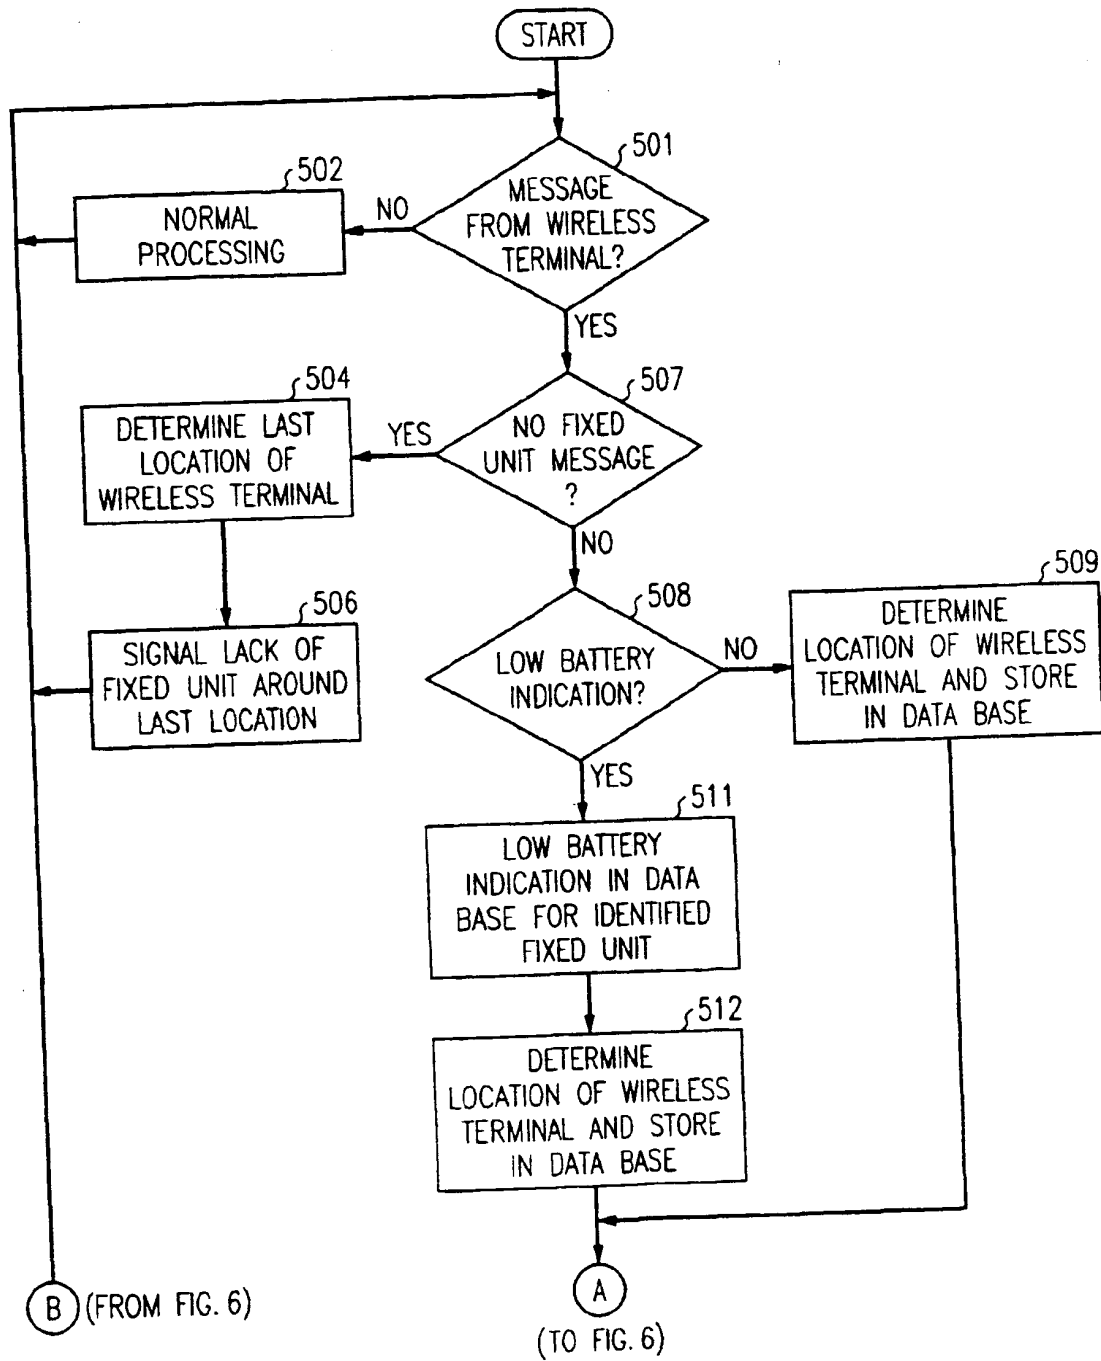 START
501
MESSAGE
FROM WIRELESS
TERMINAL?
NO
YES
502
NORMAL
PROCESSING
507
NO FIXED
UNIT MESSAGE
?
YES
NO
504
DETERMINE LAST
LOCATION OF
WIRELESS TERMINAL
506
SIGNAL LACK OF
FIXED UNIT AROUND
LAST LOCATION
508
LOW BATTERY
INDICATION?
NO
YES
509
DETERMINE
LOCATION OF WIRELESS
TERMINAL AND STORE
IN DATA BASE
511
LOW BATTERY
INDICATION IN DATA
BASE FOR IDENTIFIED
FIXED UNIT
512
DETERMINE
LOCATION OF WIRELESS
TERMINAL AND STORE
IN DATA BASE
B (FROM FIG. 6)
A
(TO FIG. 6)